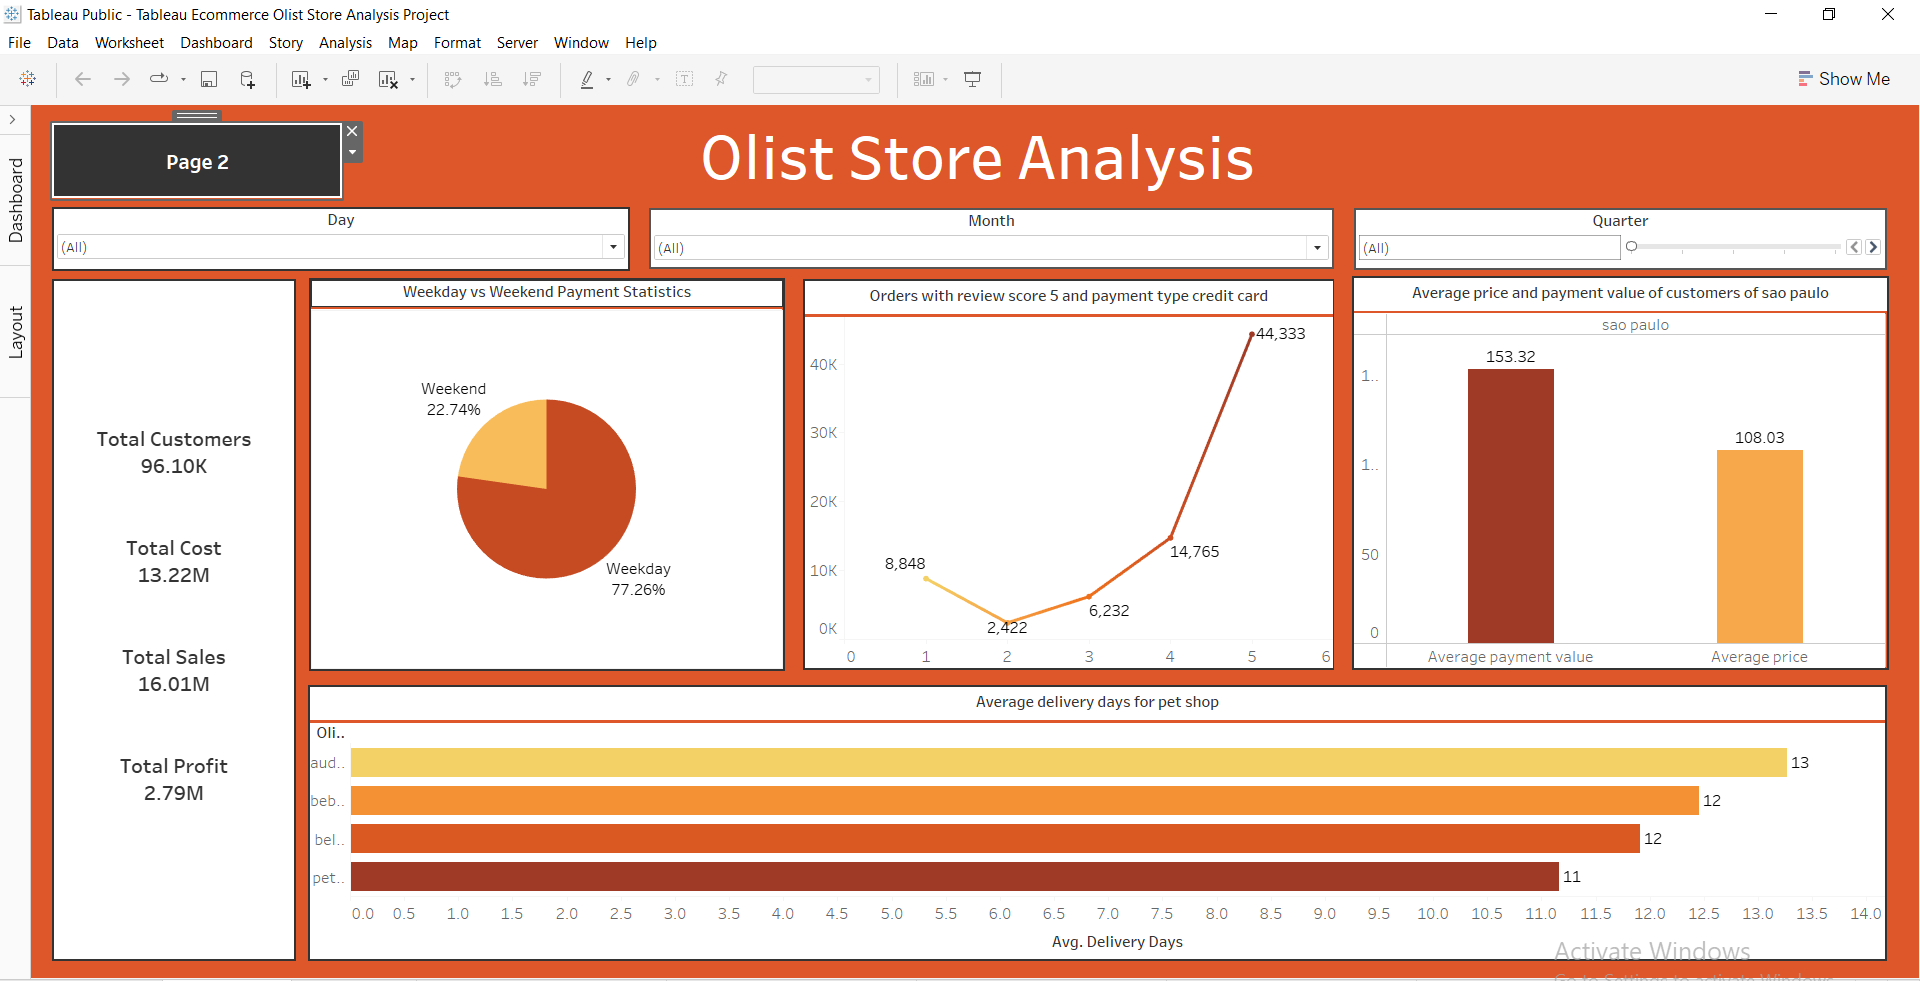 Tableau Public - Tableau Ecommerce Olist Store Analysis Project
File Data Worksheet Dashboard Story Analysis Map Format Server Window Help
Show Me
Dashboard
Layout
Page 2
Olist Store Analysis
Day
(All)
Month
(All)
Quarter
(All)
Total Customers
96.10K
Total Cost
13.22M
Total Sales
16.01M
Total Profit
2.79M
Weekday vs Weekend Payment Statistics
Weekend
22.74%
Weekday
77.26%
Orders with review score 5 and payment type credit card
40K
30K
20K
10K
0K
44,333
14,765
8,848
6,232
2,422
0 1 2 3 4 5 6
Average price and payment value of customers of sao paulo
sao paulo
153.32
108.03
1..
1..
50
0
Average payment value Average price
Average delivery days for pet shop
Oli..
aud.. 13
beb.. 12
bel.. 12
pet.. 11
0.0 0.5 1.0 1.5 2.0 2.5 3.0 3.5 4.0 4.5 5.0 5.5 6.0 6.5 7.0 7.5 8.0 8.5 9.0 9.5 10.0 10.5 11.0 11.5 12.0 12.5 13.0 13.5 14.0
Avg. Delivery Days
Activate Windows
Go to Settings to activate Windows.